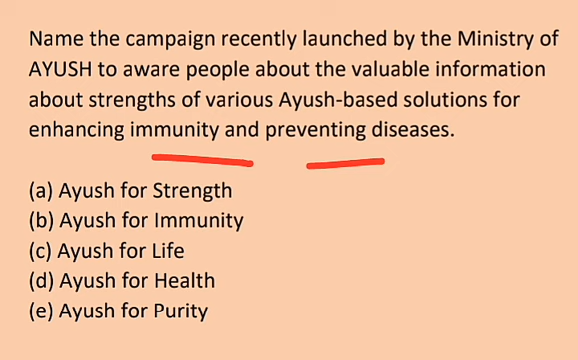 Name the campaign recently launched by the Ministry of
AYUSH to aware people about the valuable information
about strengths of various Ayush-based solutions for
enhancing immunity and preventing diseases.
(a) Ayush for Strength
(b) Ayush for Immunity
(c) Ayush for Life
(d) Ayush for Health
(e) Ayush for Purity